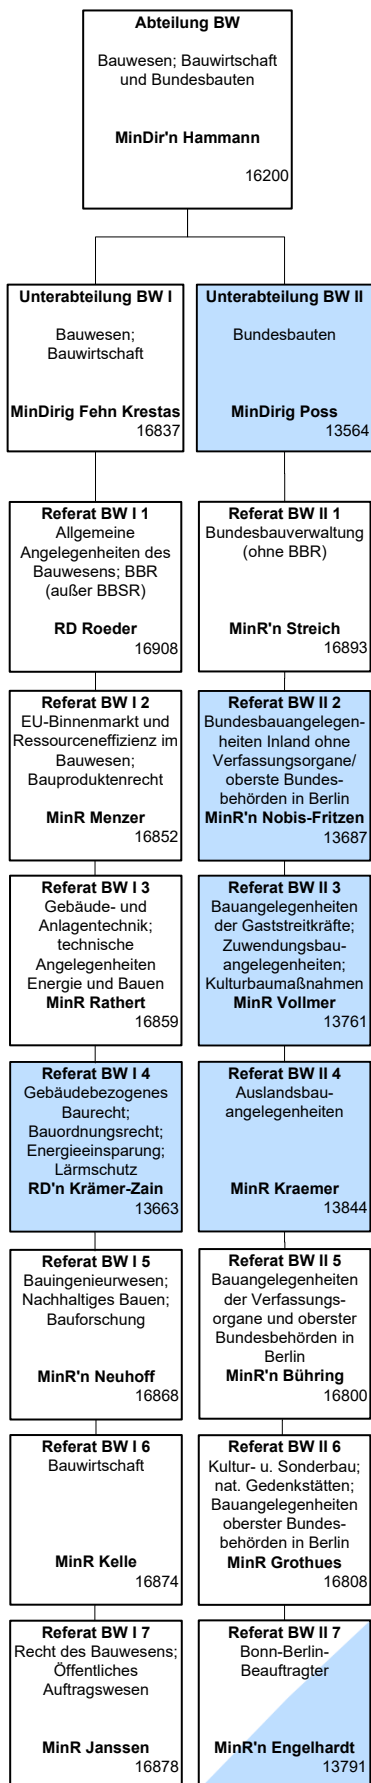 Abteilung BW
Bauwesen; Bauwirtschaft
und Bundesbauten
MinDir'n Hammann
16200
Unterabteilung BW I
Bauwesen;
Bauwirtschaft
MinDirig Fehn Krestas
16837
Unterabteilung BW II
Bundesbauten
MinDirig Poss
13564
Referat BW I 1
Allgemeine
Angelegenheiten des
Bauwesens; BBR
(außer BBSR)
RD Roeder
16908
Referat BW II 1
Bundesbauverwaltung
(ohne BBR)
MinR'n Streich
16893
Referat BW I 2
EU-Binnenmarkt und
Ressourceneffizienz im
Bauwesen;
Bauproduktenrecht
MinR Menzer
16852
Referat BW II 2
Bundesbauangelegen-
heiten Inland ohne
Verfassungsorgane/
oberste Bundes-
behörden in Berlin
MinR'n Nobis-Fritzen
13687
Referat BW I 3
Gebäude- und
Anlagentechnik;
technische
Angelegenheiten
Energie und Bauen
MinR Rathert
16859
Referat BW II 3
Bauangelegenheiten
der Gaststreitkräfte;
Zuwendungsbau-
angelegenheiten;
Kulturbaumaßnahmen
MinR Vollmer
13761
Referat BW I 4
Gebäudebezogenes
Baurecht;
Bauordnungsrecht;
Energieeinsparung;
Lärmschutz
RD'n Krämer-Zain
13663
Referat BW II 4
Auslandsbau-
angelegenheiten
MinR Kraemer
13844
Referat BW I 5
Bauingenieurwesen;
Nachhaltiges Bauen;
Bauforschung
MinR'n Neuhoff
16868
Referat BW II 5
Bauangelegenheiten
der Verfassungs-
organe und oberster
Bundesbehörden in
Berlin
MinR'n Bühring
16800
Referat BW I 6
Bauwirtschaft
MinR Kelle
16874
Referat BW II 6
Kultur- u. Sonderbau;
nat. Gedenkstätten;
Bauangelegenheiten
oberster Bundes-
behörden in Berlin
MinR Grothues
16808
Referat BW I 7
Recht des Bauwesens;
Öffentliches
Auftragswesen
MinR Janssen
16878
Referat BW II 7
Bonn-Berlin-
Beauftragter
MinR'n Engelhardt
13791